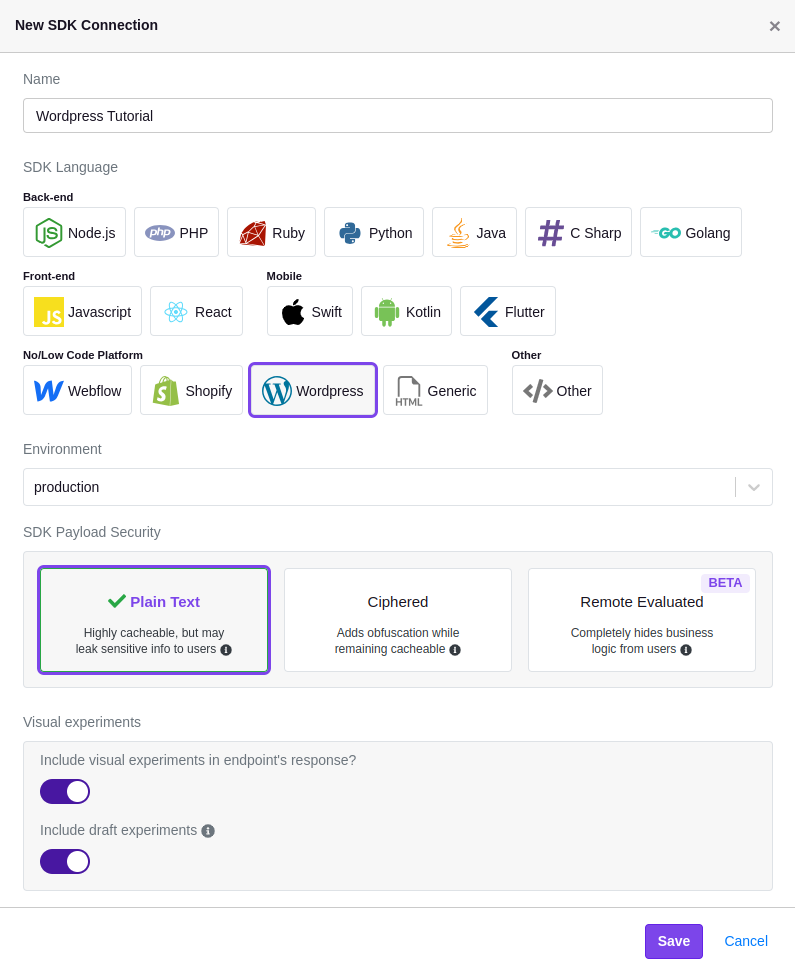 New SDK Connection
Name
Wordpress Tutorial
SDK Language
Back-end
Node.js php PHP Ruby Python Java C Sharp GO Golang
Front-end Mobile
JS Javascript React Swift Kotlin Flutter
No/Low Code Platform Other
Webflow Shopify Wordpress HTML Generic Other
Environment
production
SDK Payload Security
BETA
Plain Text Ciphered Remote Evaluated
Highly cacheable, but may Adds obfuscation while Completely hides business
leak sensitive info to users remaining cacheable logic from users
Visual experiments
Include visual experiments in endpoint's response?
Include draft experiments
Save Cancel